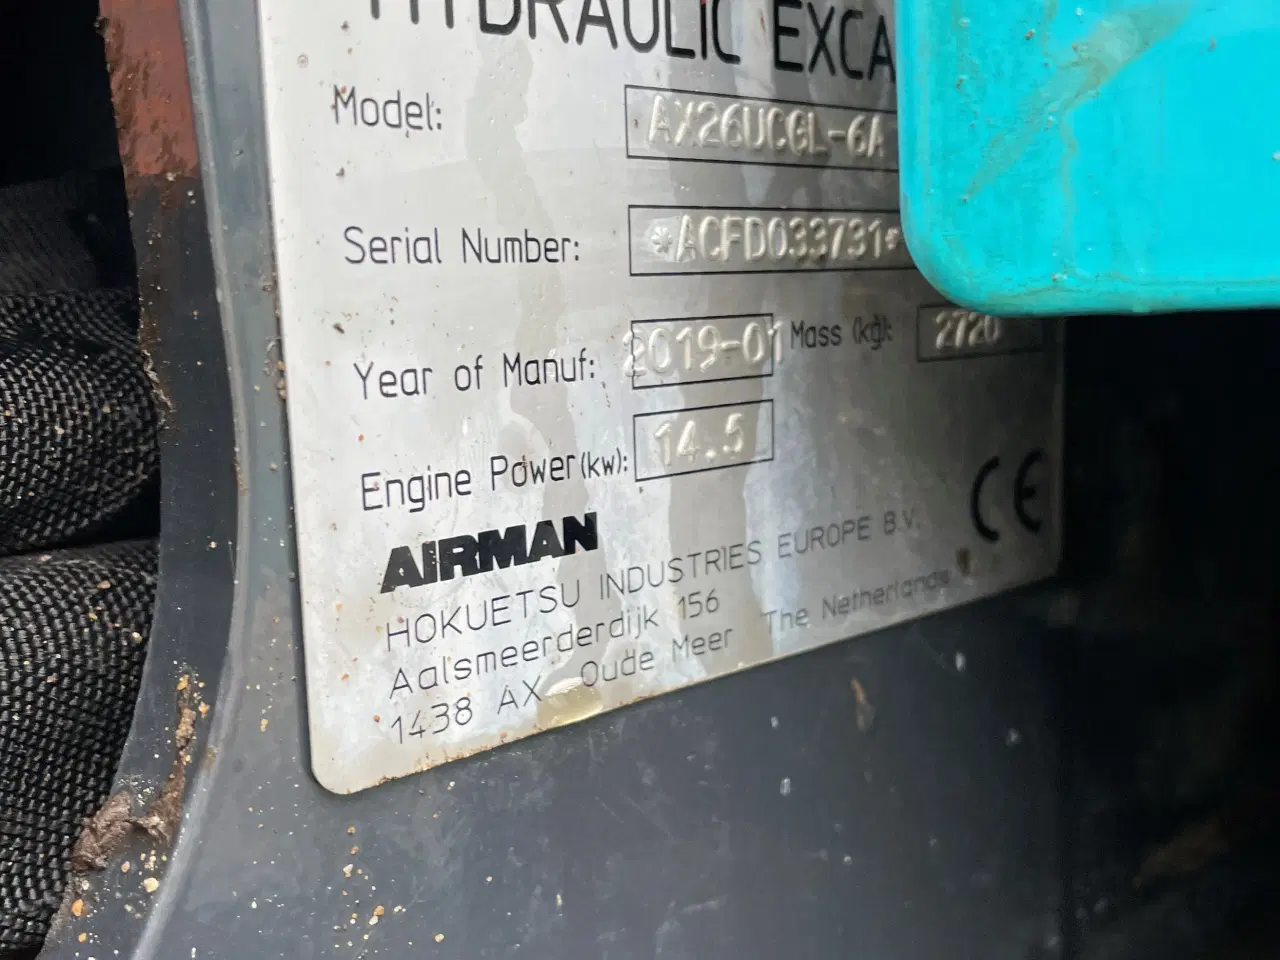 HYDRAULIC EXCA
Model: AX26UCGL-6A
Serial Number: *ACFD033731*
Year of Manuf: 2019-01 Mass (kg): 2720
Engine Power(kw): 14.5
AIRMAN
HOKUETSU INDUSTRIES EUROPE B.V.
Aalsmeerderdijk 156
1438 AX Oude Meer The Netherlands
CE